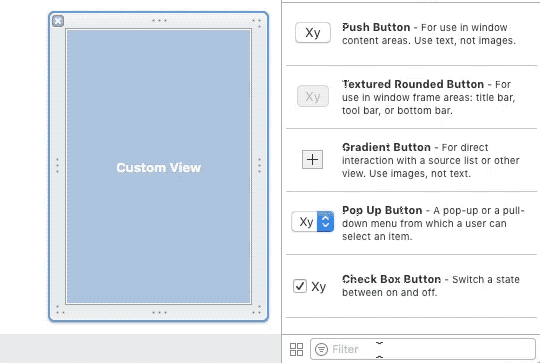 Custom View
Xy
Push Button - For use in window
content areas. Use text, not images.
Xy
Textured Rounded Button - For
use in window frame areas: title bar,
tool bar, or bottom bar.
Gradient Button - For direct
interaction with a source list or other
view. Use images, not text.
Xy
Pop Up Button - A pop-up or a pull-
down menu from which a user can
select an item.
Xy
Check Box Button - Switch a state
between on and off.
Filter